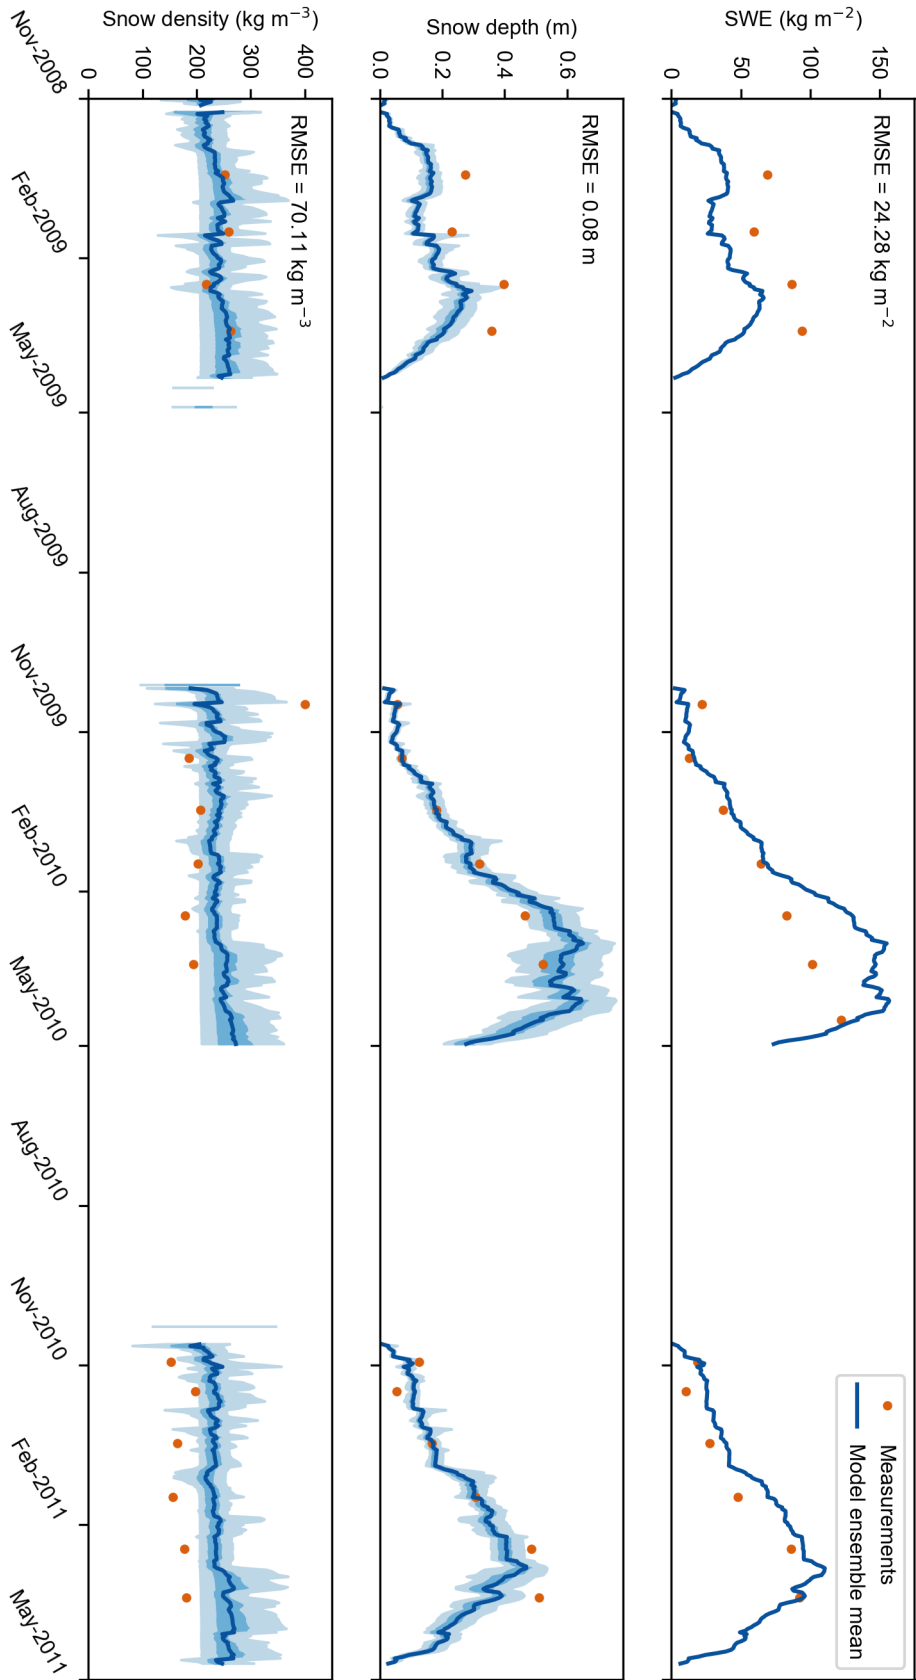 SWE (kg m⁻²)
0
50
100
150
RMSE = 24.28 kg m⁻²
Measurements
Model ensemble mean
Snow depth (m)
0.0
0.2
0.4
0.6
RMSE = 0.08 m
Snow density (kg m⁻³)
0
100
200
300
400
RMSE = 70.11 kg m⁻³
Nov-2008
Feb-2009
May-2009
Aug-2009
Nov-2009
Feb-2010
May-2010
Aug-2010
Nov-2010
Feb-2011
May-2011